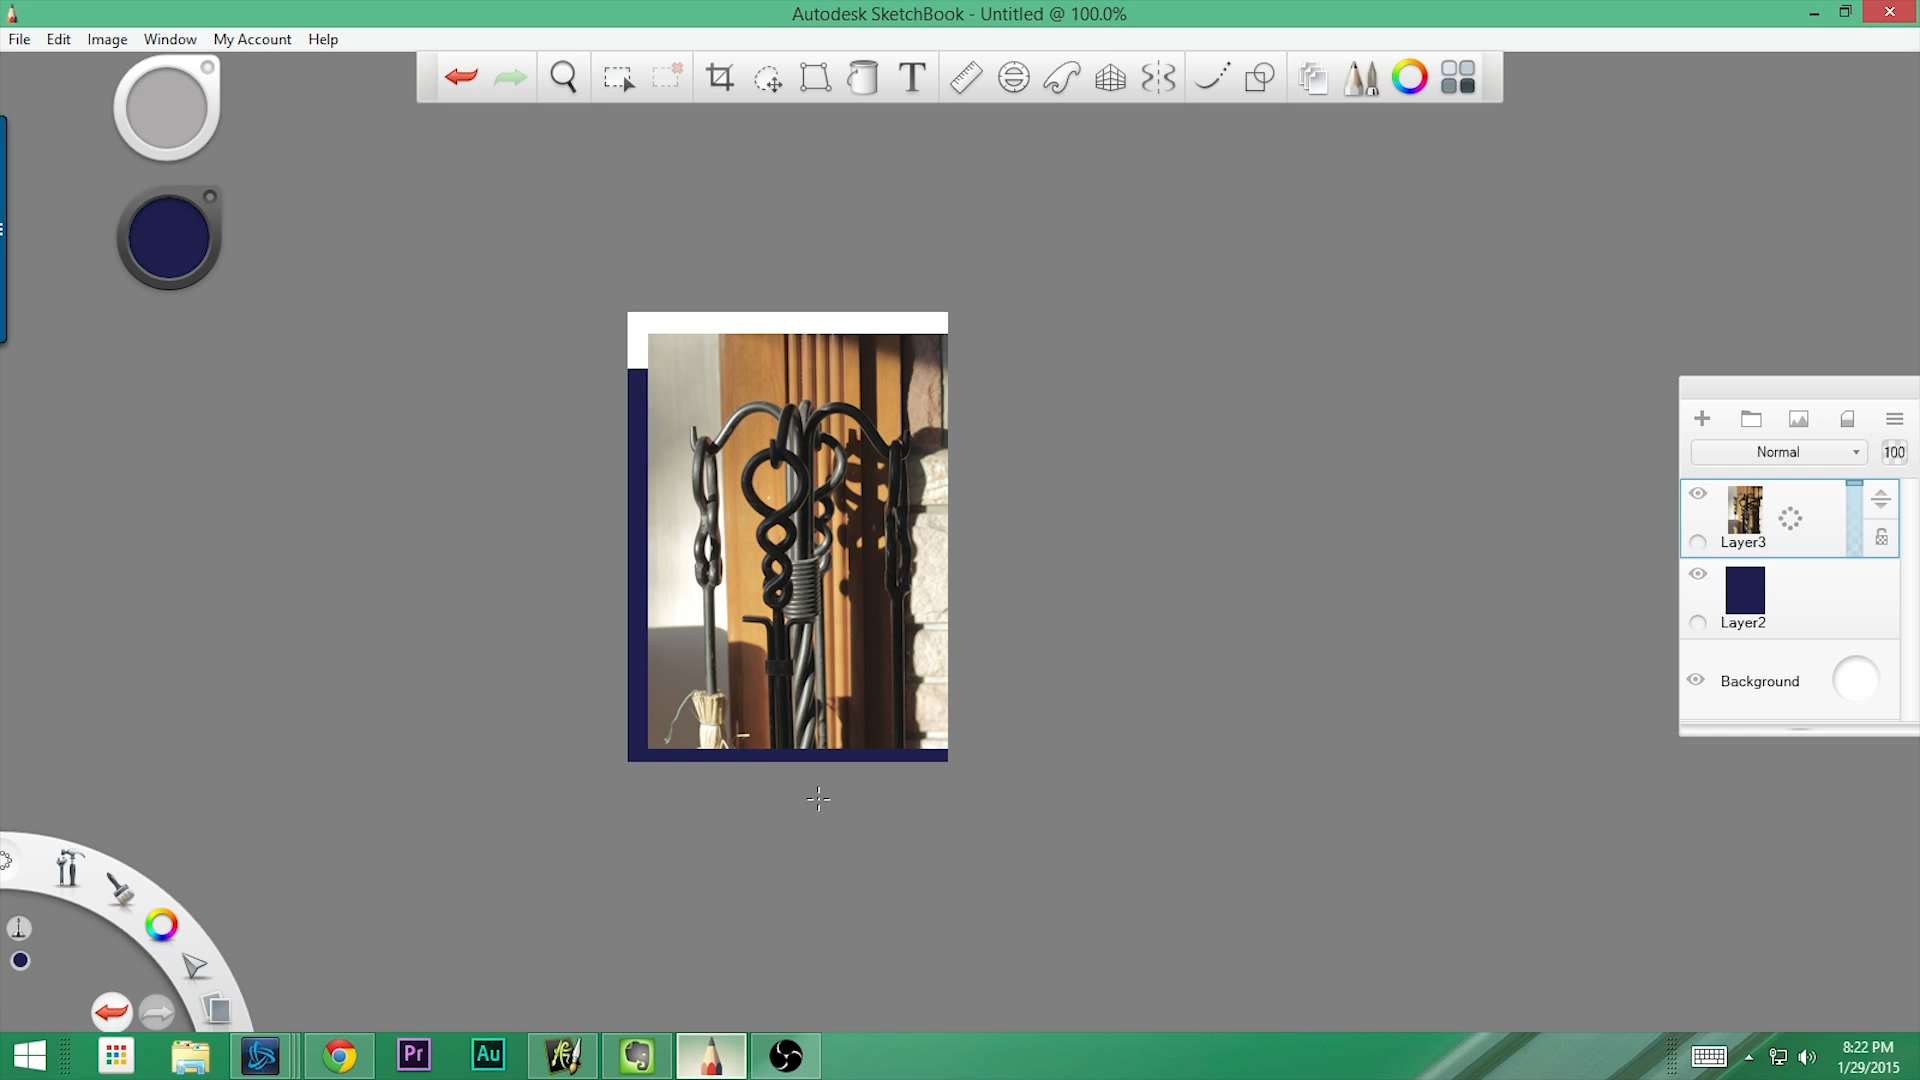 Autodesk SketchBook - Untitled @ 100.0%
File Edit Image Window My Account Help
T
Normal 100
Layer3
Layer2
Background
Pr Au
8:22 PM
1/29/2015